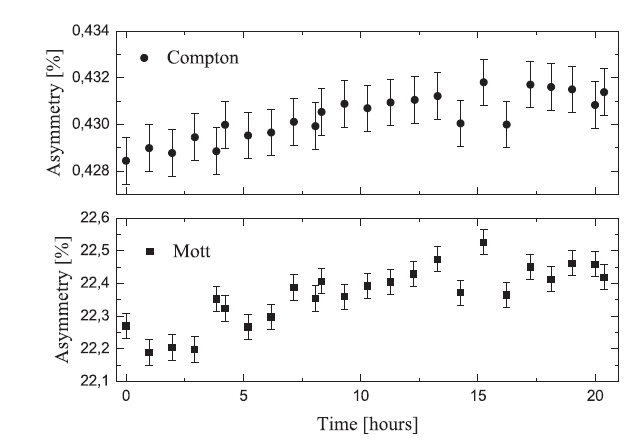 0,434
0,432
0,430
0,428
Asymmetry [%]
Compton
22,6
22,5
22,4
22,3
22,2
22,1
Asymmetry [%]
Mott
0 5 10 15 20
Time [hours]